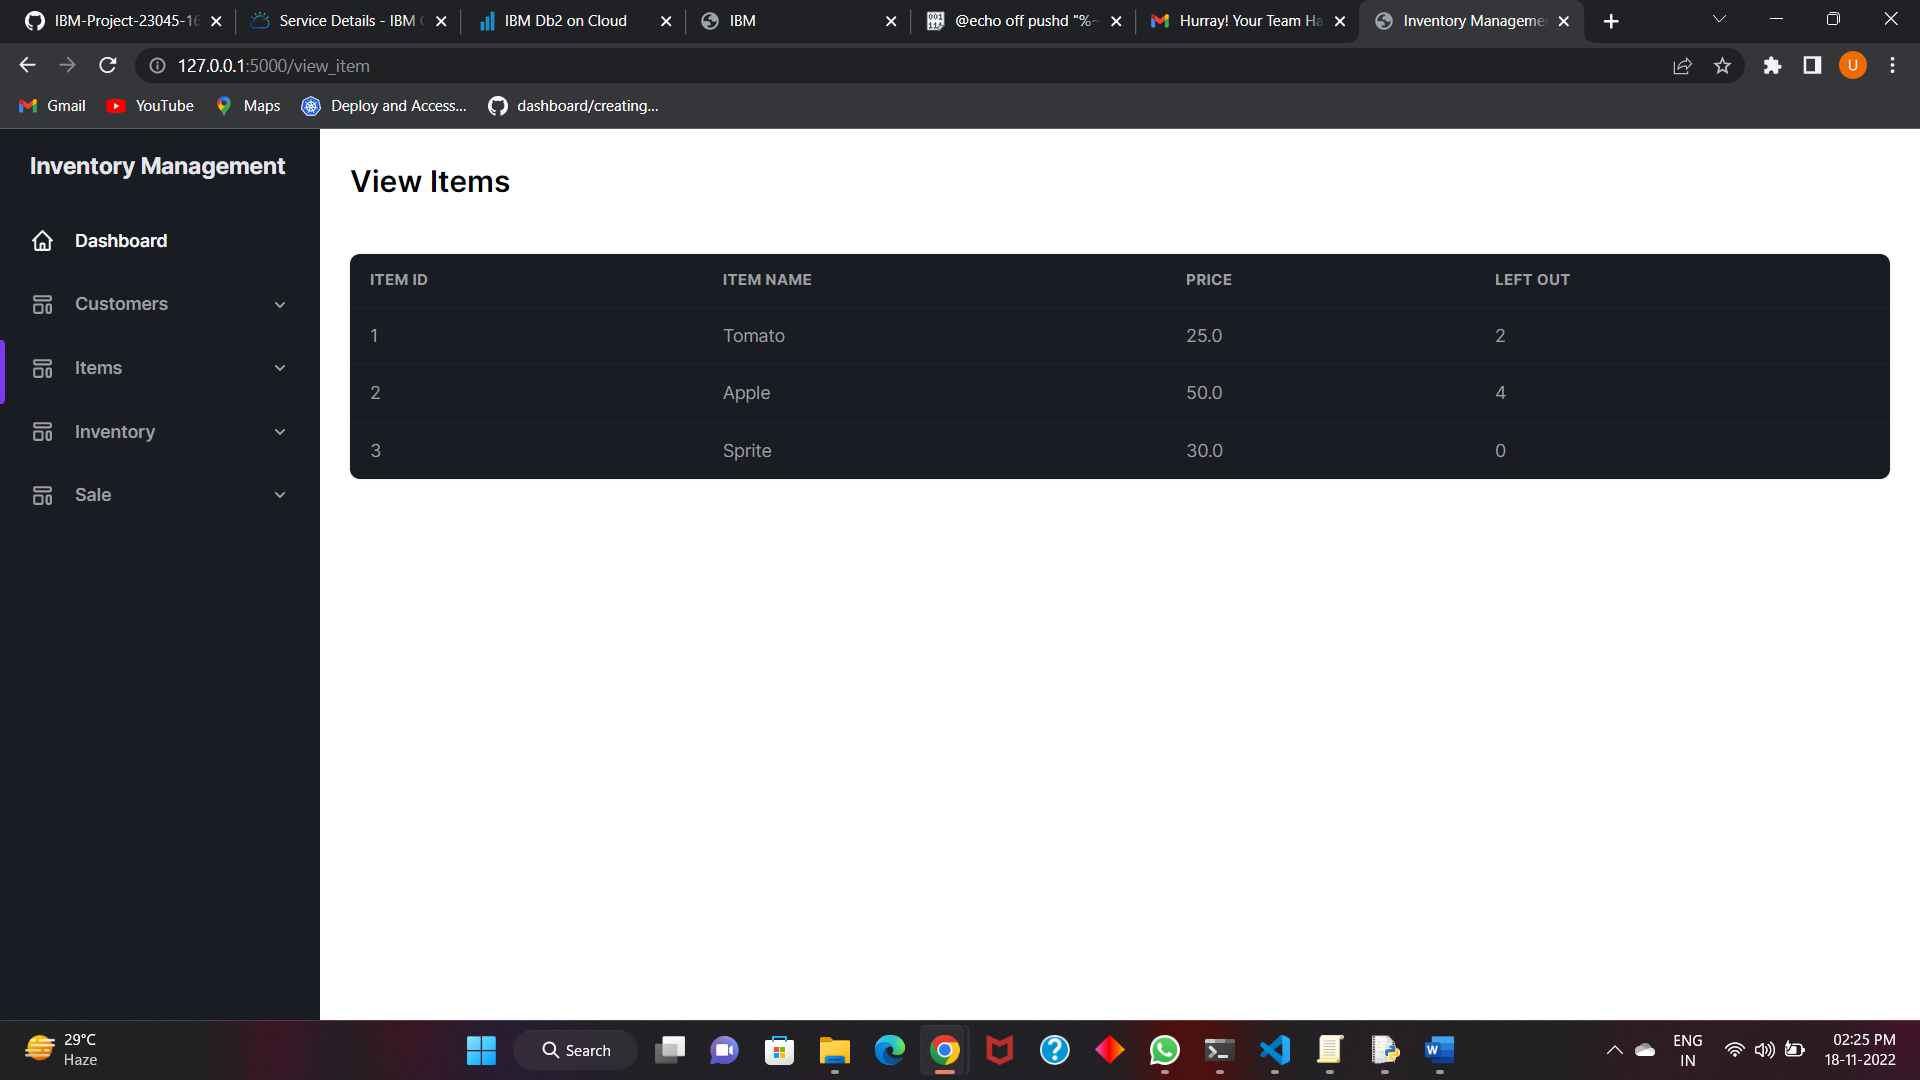 IBM-Project-23045-16
Service Details - IBM
IBM Db2 on Cloud
IBM
@echo off pushd "%~
Hurray! Your Team Ha
Inventory Manageme
127.0.0.1:5000/view_item
U
Gmail
YouTube
Maps
Deploy and Access...
dashboard/creating...
Inventory Management
Dashboard
Customers
Items
Inventory
Sale
View Items
ITEM ID ITEM NAME PRICE LEFT OUT
1 Tomato 25.0 2
2 Apple 50.0 4
3 Sprite 30.0 0
29°C
Haze
Search
ENG
IN
02:25 PM
18-11-2022